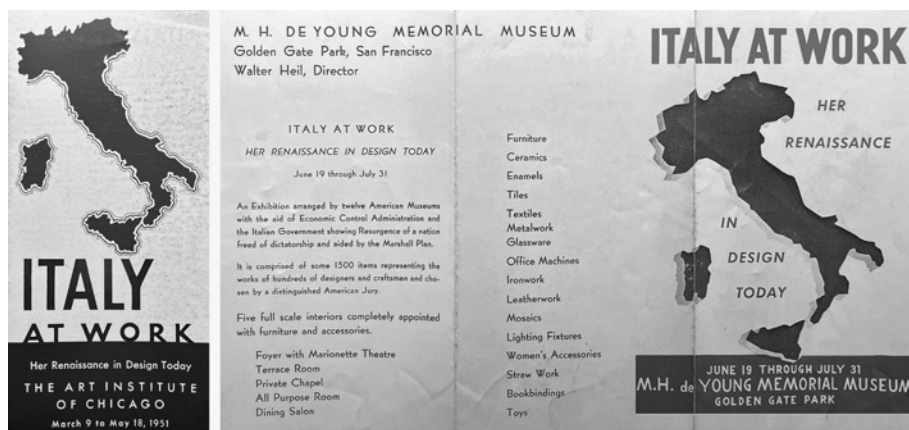 ITALY
AT WORK
Her Renaissance in Design Today
THE ART INSTITUTE
OF CHICAGO
March 9 to May 18, 1951
M. H. DE YOUNG MEMORIAL MUSEUM
Golden Gate Park, San Francisco
Walter Heil, Director
ITALY AT WORK
HER RENAISSANCE IN DESIGN TODAY
June 19 through July 31
An Exhibition arranged by twelve American Museums
with the aid of Economic Control Administration and
the Italian Government showing Resurgence of a nation
freed of dictatorship and aided by the Marshall Plan.
It is comprised of some 1500 items representing the
works of hundreds of designers and craftsmen and cho-
sen by a distinguished American Jury.
Five full scale interiors completely appointed
with furniture and accessories.
Foyer with Marionette Theatre
Terrace Room
Private Chapel
All Purpose Room
Dining Salon
Furniture
Ceramics
Enamels
Tiles
Textiles
Metalwork
Glassware
Office Machines
Ironwork
Leatherwork
Mosaics
Lighting Fixtures
Women's Accessories
Straw Work
Bookbindings
Toys
ITALY AT WORK
HER
RENAISSANCE
IN
DESIGN
TODAY
JUNE 19 THROUGH JULY 31
M.H. de YOUNG MEMORIAL MUSEUM
GOLDEN GATE PARK